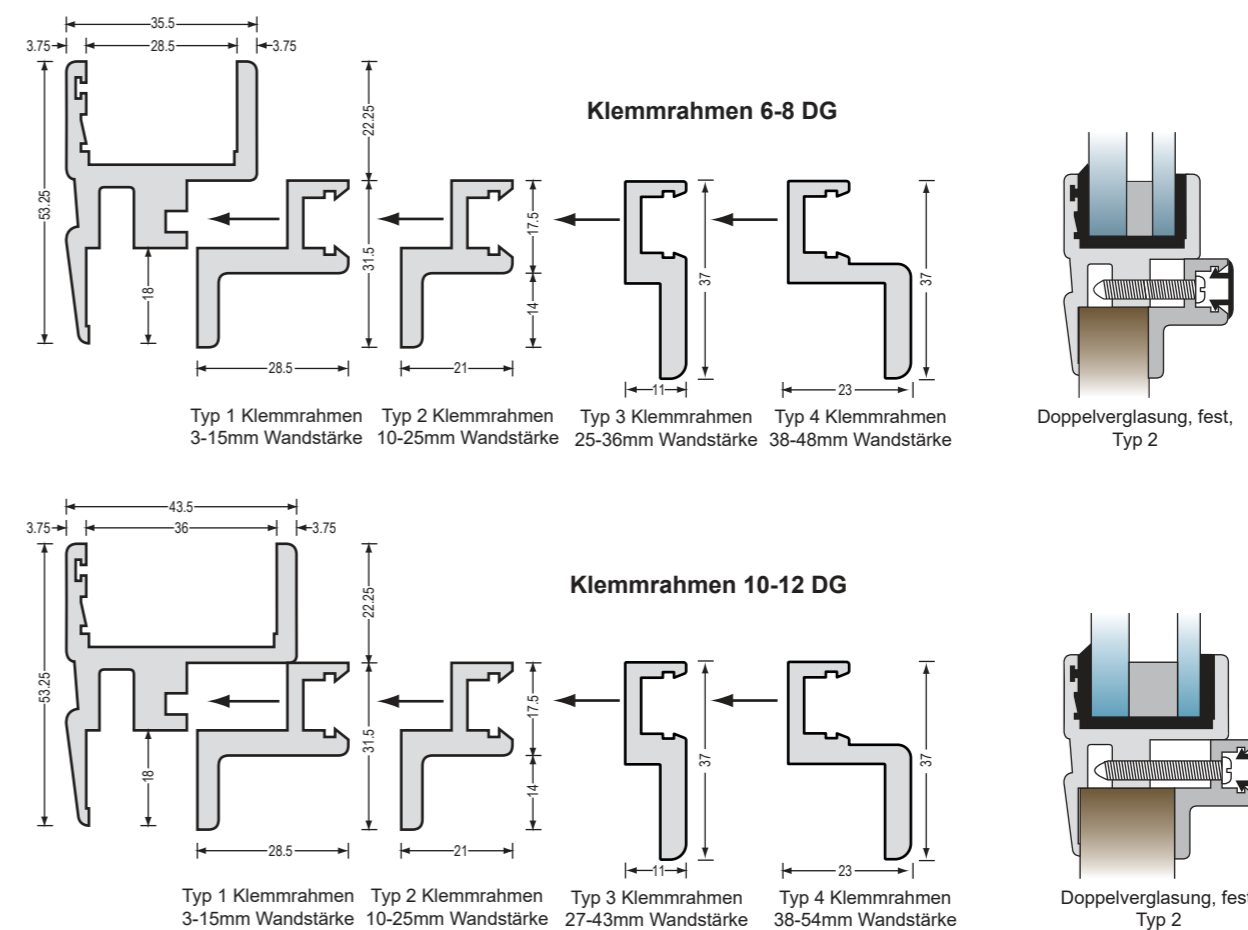 35.5
3.75 28.5 3.75
53.25
22.25
18
31.5
28.5
17.5
14
21
37
11
37
23
Klemmrahmen 6-8 DG
Typ 1 Klemmrahmen
3-15mm Wandstärke
Typ 2 Klemmrahmen
10-25mm Wandstärke
Typ 3 Klemmrahmen
25-36mm Wandstärke
Typ 4 Klemmrahmen
38-48mm Wandstärke
Doppelverglasung, fest,
Typ 2
43.5
3.75 36 3.75
53.25
22.25
18
31.5
28.5
17.5
14
21
37
11
37
23
Klemmrahmen 10-12 DG
Typ 1 Klemmrahmen
3-15mm Wandstärke
Typ 2 Klemmrahmen
10-25mm Wandstärke
Typ 3 Klemmrahmen
27-43mm Wandstärke
Typ 4 Klemmrahmen
38-54mm Wandstärke
Doppelverglasung, fest
Typ 2